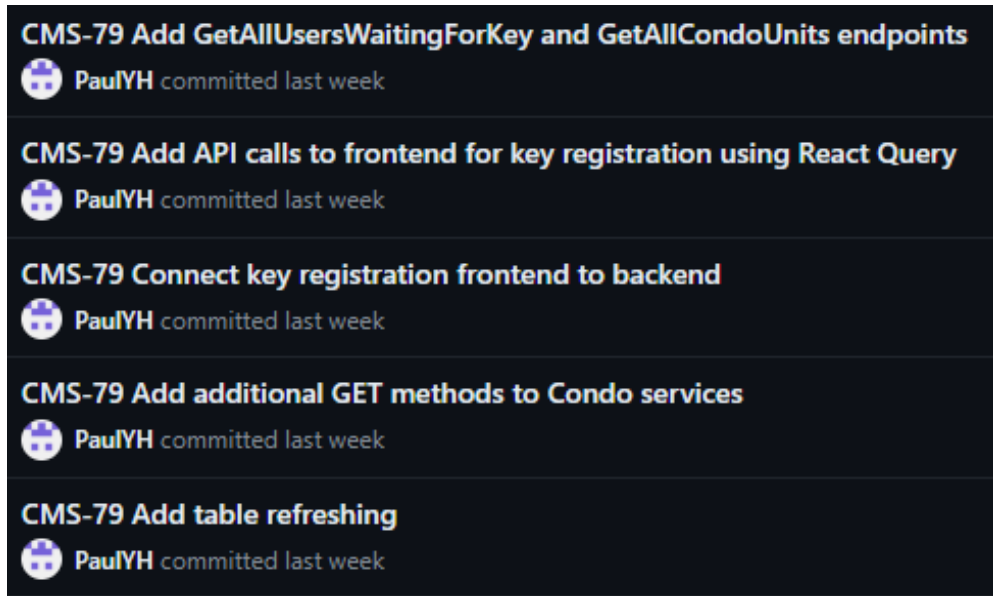 CMS-79 Add GetAllUsersWaitingForKey and GetAllCondoUnits endpoints
PaulYH committed last week
CMS-79 Add API calls to frontend for key registration using React Query
PaulYH committed last week
CMS-79 Connect key registration frontend to backend
PaulYH committed last week
CMS-79 Add additional GET methods to Condo services
PaulYH committed last week
CMS-79 Add table refreshing
PaulYH committed last week